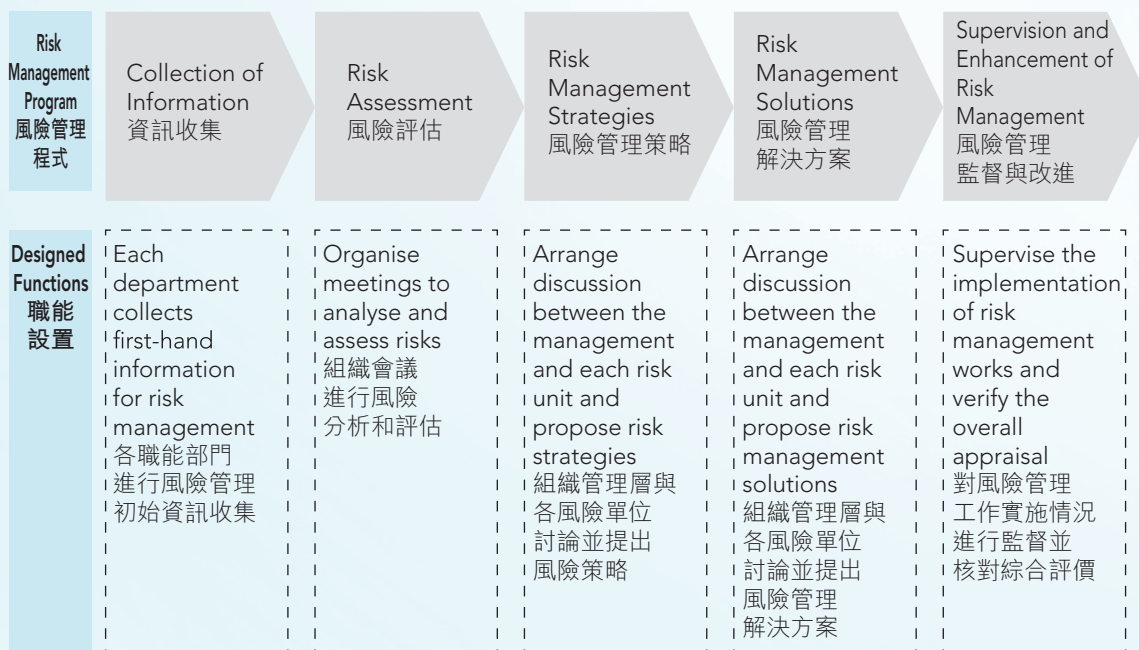 Risk
Management
Program
風險管理
程式
Collection of
Information
資訊收集
Risk
Assessment
風險評估
Risk
Management
Strategies
風險管理策略
Risk
Management
Solutions
風險管理
解決方案
Supervision and
Enhancement of
Risk
Management
風險管理
監督與改進
Designed
Functions
職能
設置
Each
department
collects
first-hand
information
for risk
management
各職能部門
進行風險管理
初始資訊收集
Organise
meetings to
analyse and
assess risks
組織會議
進行風險
分析和評估
Arrange
discussion
between the
management
and each risk
unit and
propose risk
strategies
組織管理層與
各風險單位
討論並提出
風險策略
Arrange
discussion
between the
management
and each risk
unit and
propose risk
management
solutions
組織管理層與
各風險單位
討論並提出
風險管理
解決方案
Supervise the
implementation
of risk
management
works and
verify the
overall
appraisal
對風險管理
工作實施情況
進行監督並
核對綜合評價